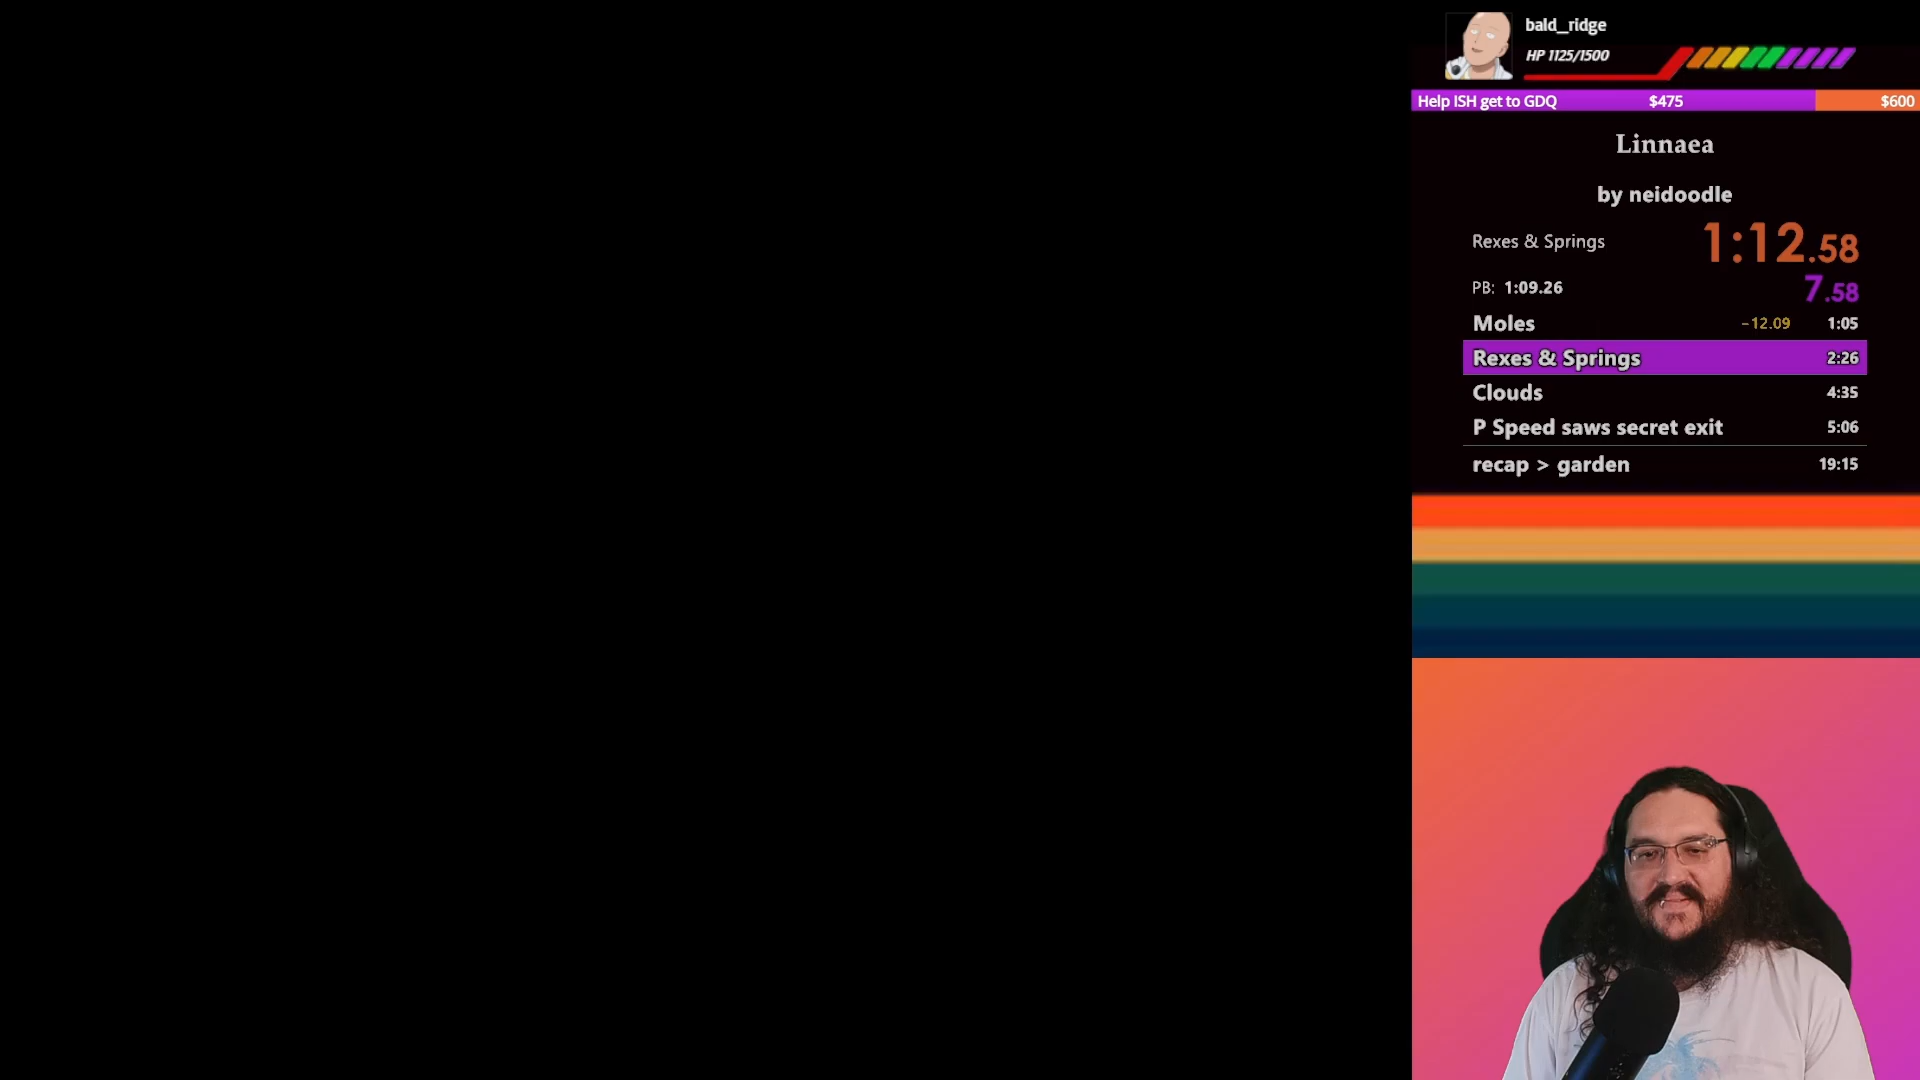 bald_ridge
HP 1125/1500
Help ISH get to GDQ $475 $600
Linnaea
by neidoodle
Rexes & Springs 1:12.58
PB: 1:09.26 7.58
Moles −12.09 1:05
Rexes & Springs 2:26
Clouds 4:35
P Speed saws secret exit 5:06
recap > garden 19:15